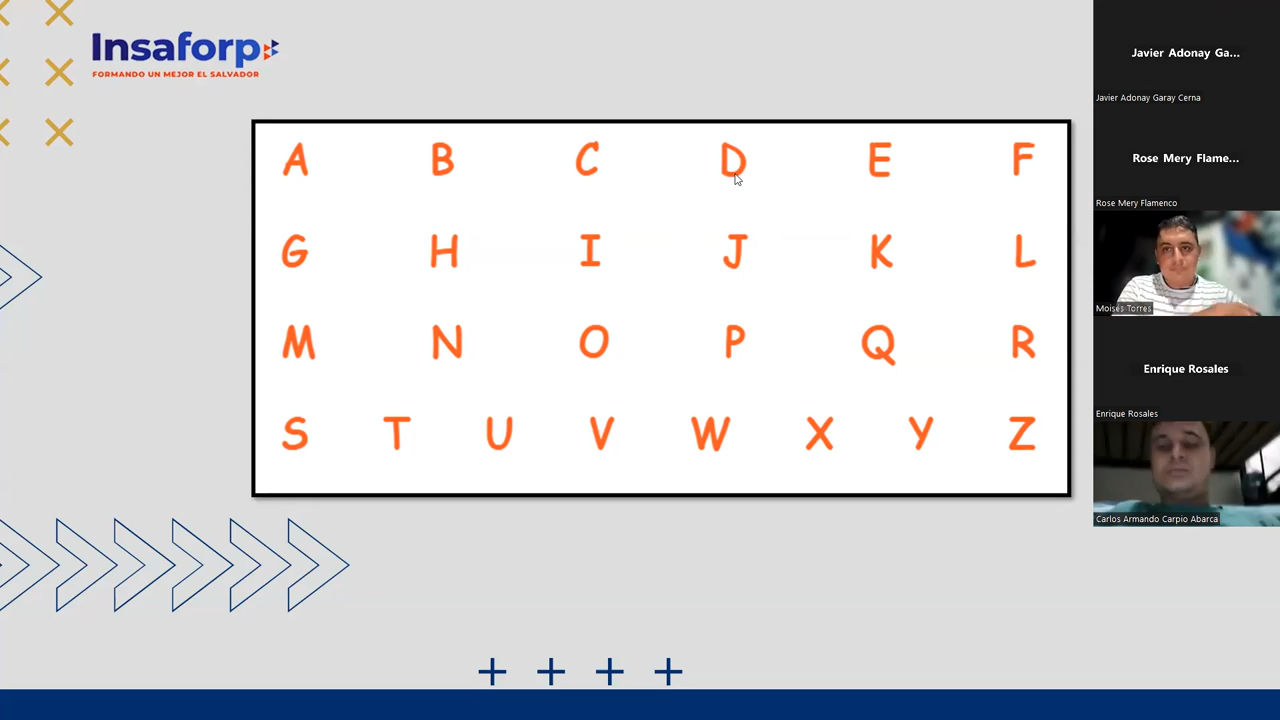 Insaforp
FORMANDO UN MEJOR EL SALVADOR
A B C D E F
G H I J K L
M N O P Q R
S T U V W X Y Z
Javier Adonay Ga...
Javier Adonay Garay Cerna
Rose Mery Flame...
Rose Mery Flamenco
Moises Torres
Enrique Rosales
Enrique Rosales
Carlos Armando Carpio Abarca